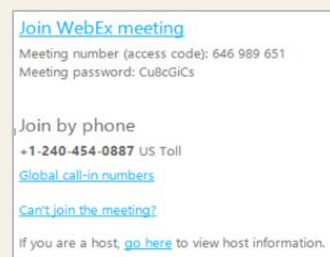 Join WebEx meeting
Meeting number (access code): 646 989 651
Meeting password: Cu8cGiCs
Join by phone
+1-240-454-0887 US Toll
Global call-in numbers
Can't join the meeting?
If you are a host, go here to view host information.